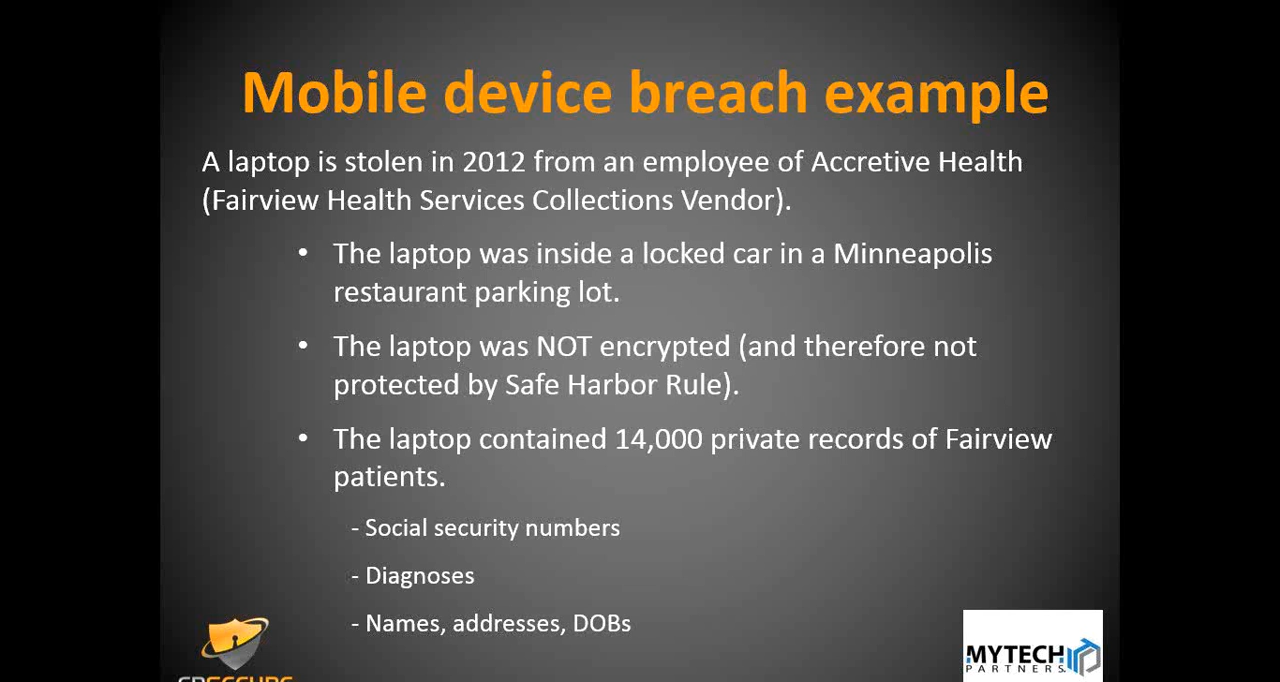 Mobile device breach example
A laptop is stolen in 2012 from an employee of Accretive Health
(Fairview Health Services Collections Vendor).
• The laptop was inside a locked car in a Minneapolis
restaurant parking lot.
• The laptop was NOT encrypted (and therefore not
protected by Safe Harbor Rule).
• The laptop contained 14,000 private records of Fairview
patients.
- Social security numbers
- Diagnoses
- Names, addresses, DOBs
MYTECH
PARTNERS